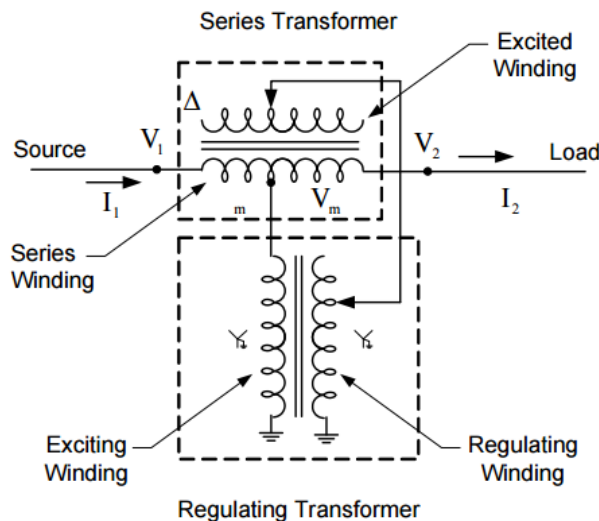 Series Transformer
Excited
Winding
Δ
V1
V2
Source
Load
I1
I2
m
Vm
Series
Winding
Exciting
Winding
Regulating
Winding
Regulating Transformer